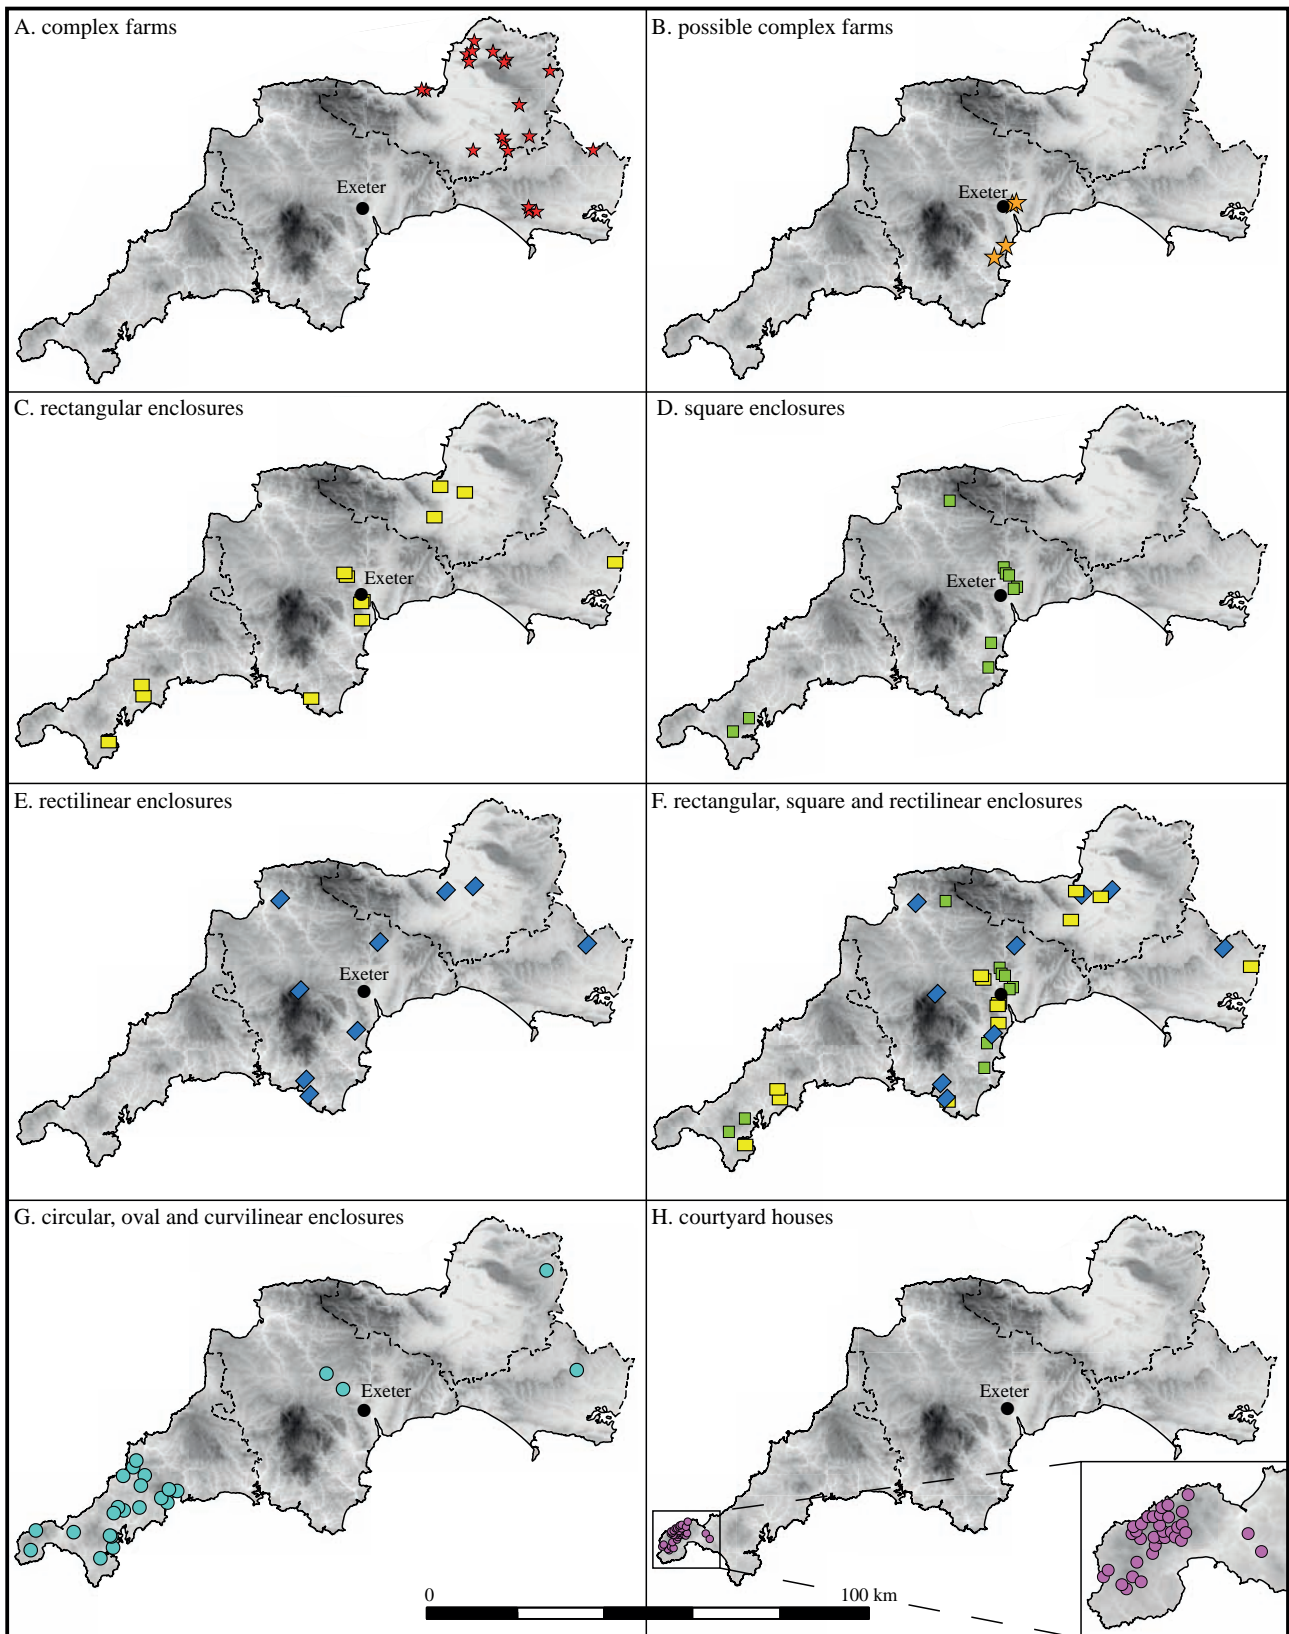 A. complex farms
Exeter
B. possible complex farms
Exeter
C. rectangular enclosures
Exeter
D. square enclosures
Exeter
E. rectilinear enclosures
Exeter
F. rectangular, square and rectilinear enclosures
G. circular, oval and curvilinear enclosures
Exeter
H. courtyard houses
Exeter
0
100 km